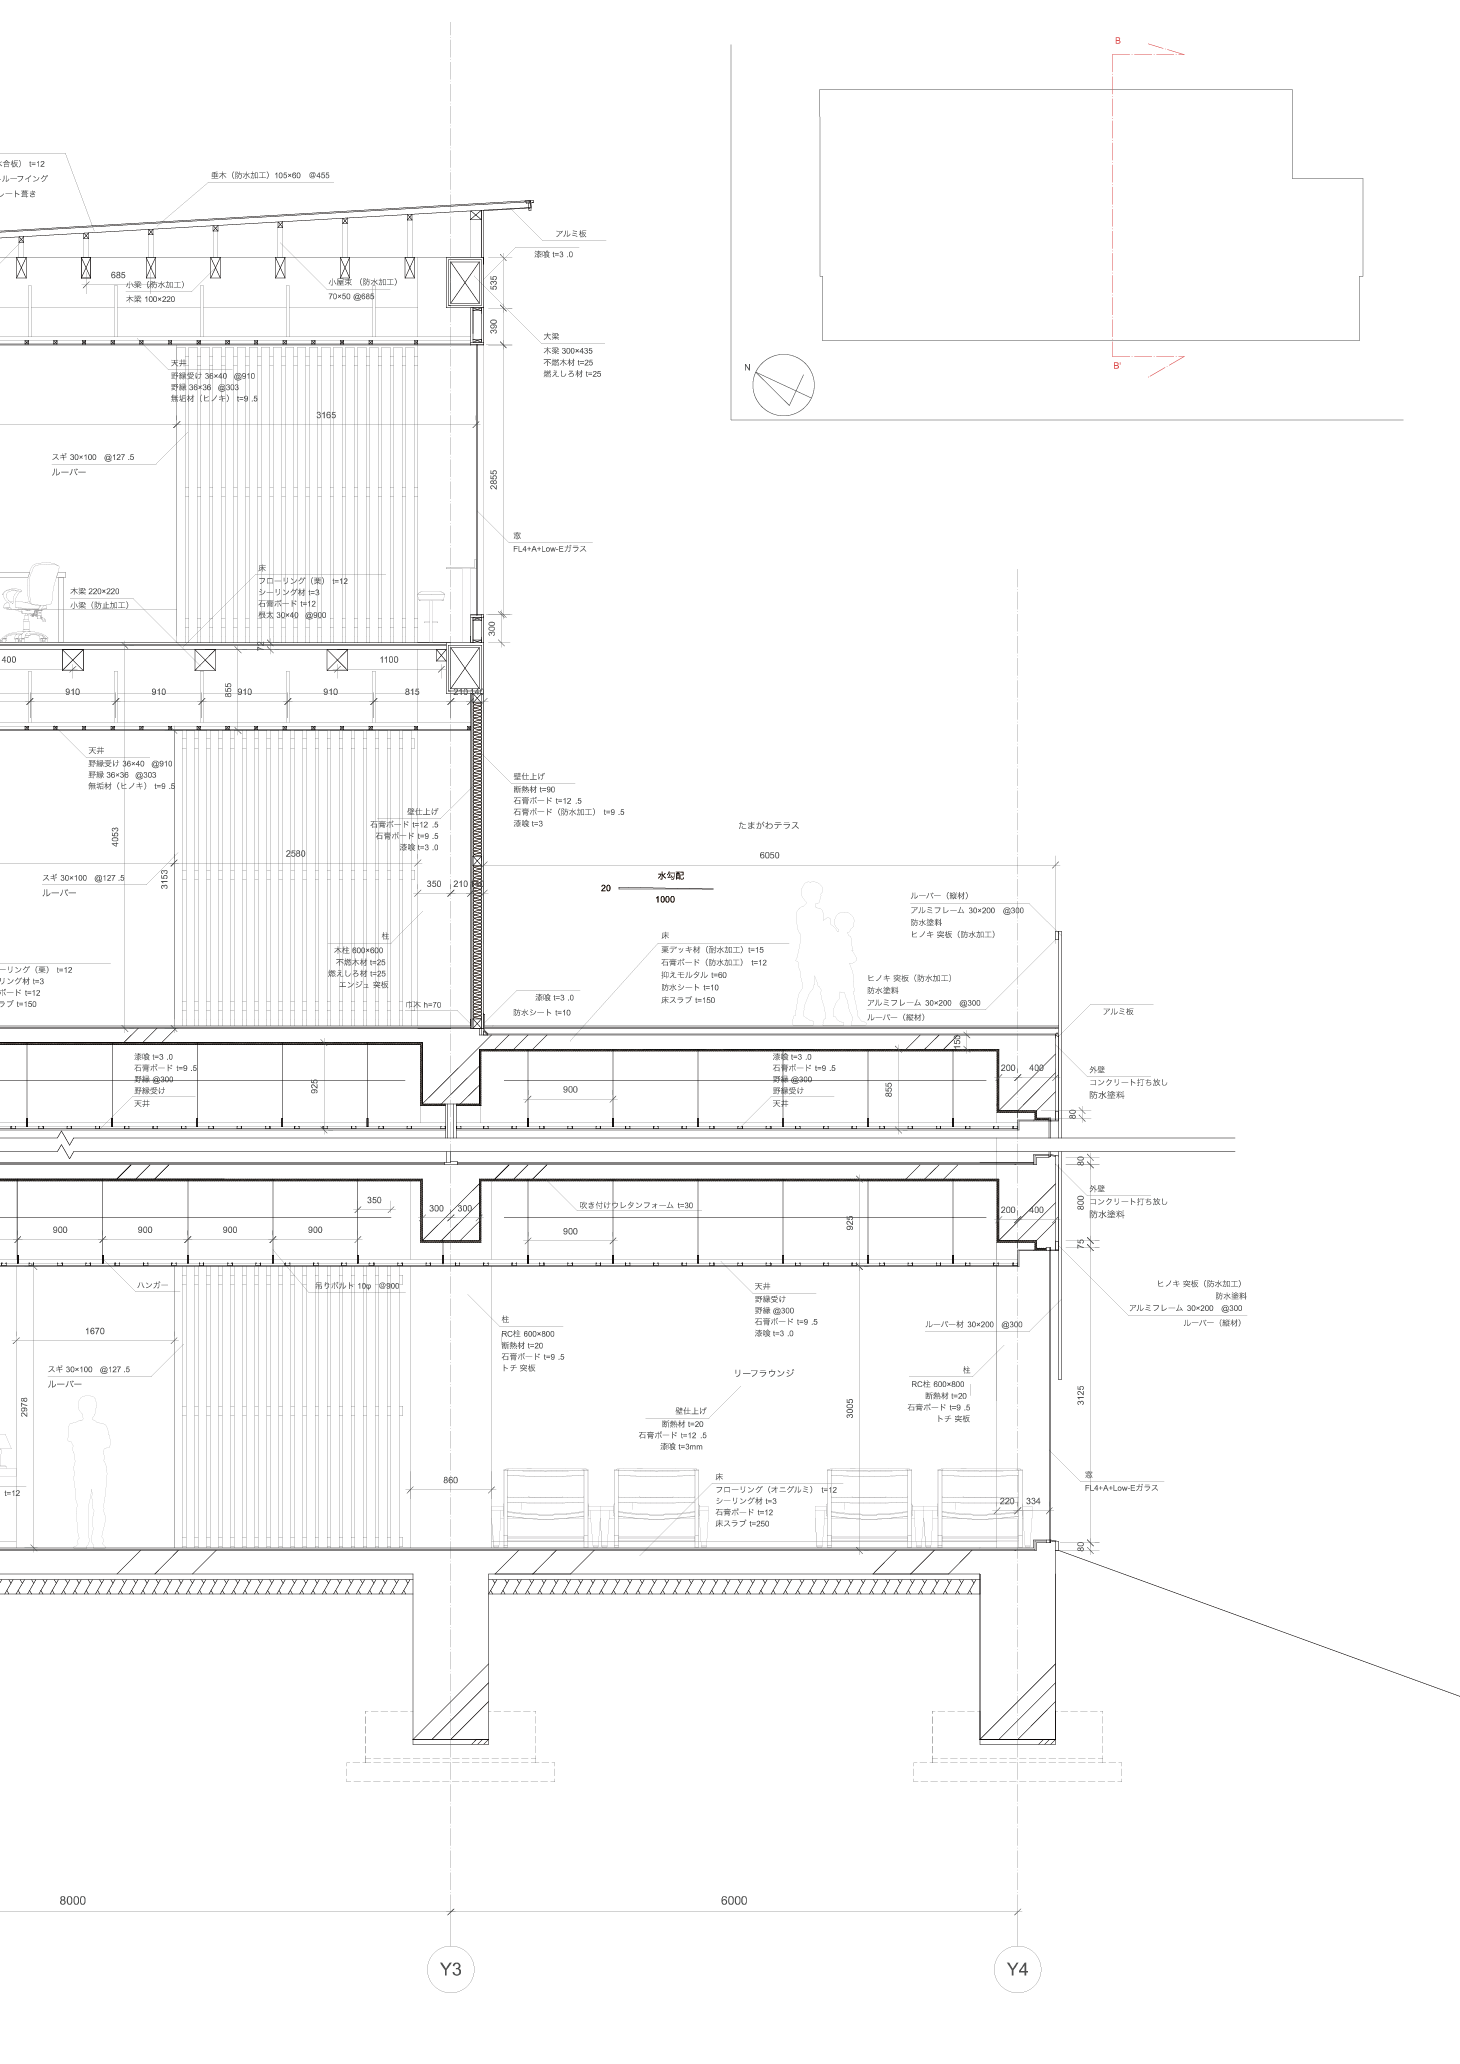 B
B'
N
合板） t=12
ルーフイング
レート葺き
垂木（防水加工）105×60 @455
アルミ板
漆喰 t=3 .0
685
小梁（防水加工）
木梁 100×220
小屋束 （防水加工）
70×50 @685
535
390
大梁
木梁 300×435
不燃木材 t=25
燃えしろ材 t=25
天井
野縁受け 36×40 @910
野縁 36×36 @303
無垢材（ヒノキ） t=9 .5
3165
スギ 30×100 @127 .5
ルーバー
2855
窓
FL4+A+Low-Eガラス
床
フローリング（栗） t=12
シーリング材 t=3
石膏ボード t=12
根太 30×40 @900
木梁 220×220
小梁（防止加工）
300
72
400
1100
910
910
855
910
910
815
210
140
天井
野縁受け 36×40 @910
野縁 36×36 @303
無垢材（ヒノキ） t=9 .5
壁仕上げ
断熱材 t=90
石膏ボード t=12 .5
石膏ボード（防水加工） t=9 .5
漆喰 t=3
壁仕上げ
石膏ボード t=12 .5
石膏ボード t=9 .5
漆喰 t=3 .0
4053
2580
3153
スギ 30×100 @127 .5
ルーバー
350
210
たまがわテラス
6050
水勾配
20
1000
ルーバー（縦材）
アルミフレーム 30×200 @300
防水塗料
ヒノキ 突板（防水加工）
柱
木柱 600×600
不燃木材 t=25
燃えしろ材 t=25
エンジュ 突板
床
栗デッキ材（耐水加工）t=15
石膏ボード（防水加工） t=12
抑えモルタル t=60
防水シート t=10
床スラブ t=150
ヒノキ 突板（防水加工）
防水塗料
アルミフレーム 30×200 @300
ルーバー（縦材）
ーリング（栗） t=12
リング材 t=3
ボード t=12
ラブ t=150
巾木 h=70
漆喰 t=3 .0
防水シート t=10
アルミ板
漆喰 t=3 .0
石膏ボード t=9 .5
野縁 @300
野縁受け
天井
925
900
漆喰 t=3 .0
石膏ボード t=9 .5
野縁 @300
野縁受け
天井
855
150
200
400
外壁
コンクリート打ち放し
防水塗料
80
80
外壁
コンクリート打ち放し
防水塗料
800
350
900
900
900
900
300
300
吹き付けウレタンフォーム t=30
900
925
200
400
75
ハンガー
吊りボルト 10φ @900
天井
野縁受け
野縁 @300
石膏ボード t=9 .5
漆喰 t=3 .0
ヒノキ 突板（防水加工）
防水塗料
アルミフレーム 30×200 @300
ルーバー（縦材）
柱
RC柱 600×800
断熱材 t=20
石膏ボード t=9 .5
トチ 突板
ルーバー材 30×200 @300
1670
スギ 30×100 @127 .5
ルーバー
2978
リーフラウンジ
柱
RC柱 600×800
断熱材 t=20
石膏ボード t=9 .5
トチ 突板
3005
3125
壁仕上げ
断熱材 t=20
石膏ボード t=12 .5
漆喰 t=3mm
860
床
フローリング（オニグルミ） t=12
シーリング材 t=3
石膏ボード t=12
床スラブ t=250
窓
FL4+A+Low-Eガラス
t=12
220
334
80
8000
6000
Y3
Y4